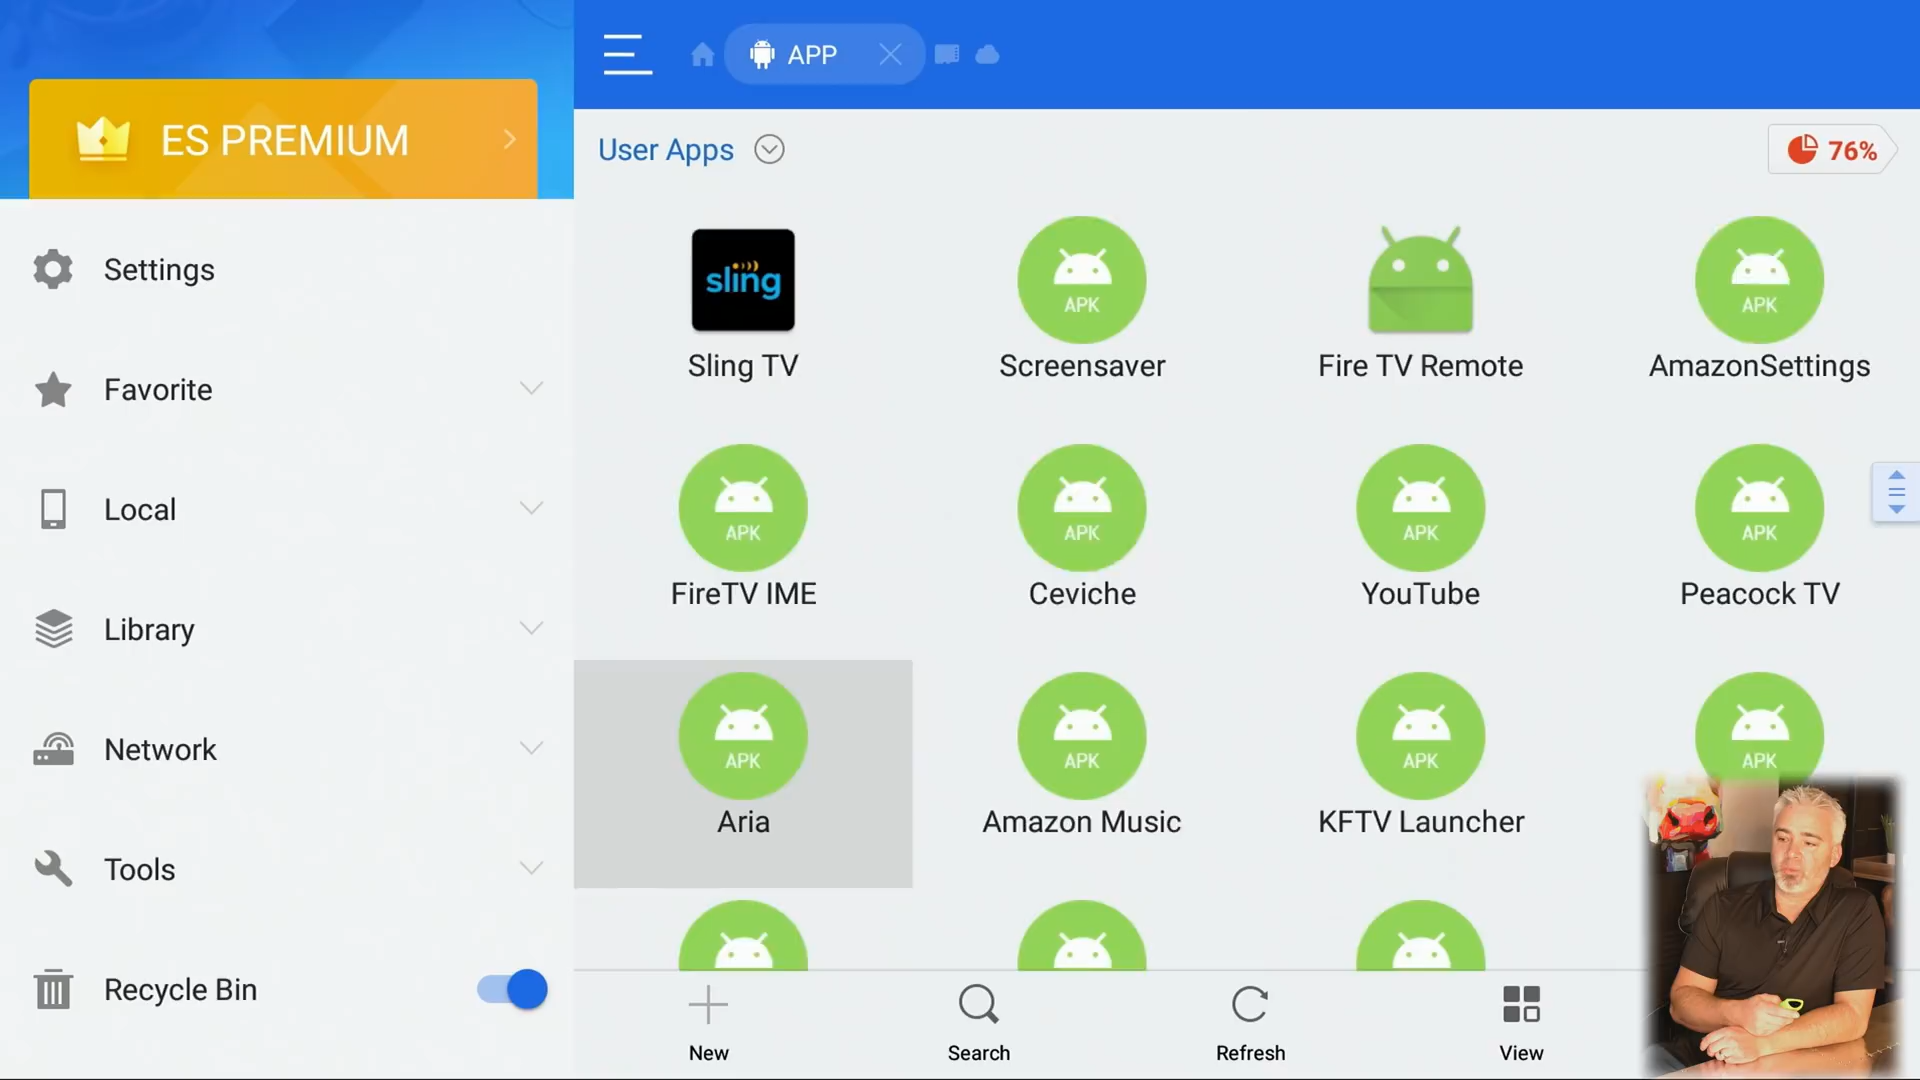 ES PREMIUM
Settings
Favorite
Local
Library
Network
Tools
Recycle Bin
APP
User Apps
76%
sling
APK
APK
Sling TV
Screensaver
Fire TV Remote
AmazonSettings
APK
APK
APK
APK
FireTV IME
Ceviche
YouTube
Peacock TV
APK
APK
APK
APK
Aria
Amazon Music
KFTV Launcher
New
Search
Refresh
View